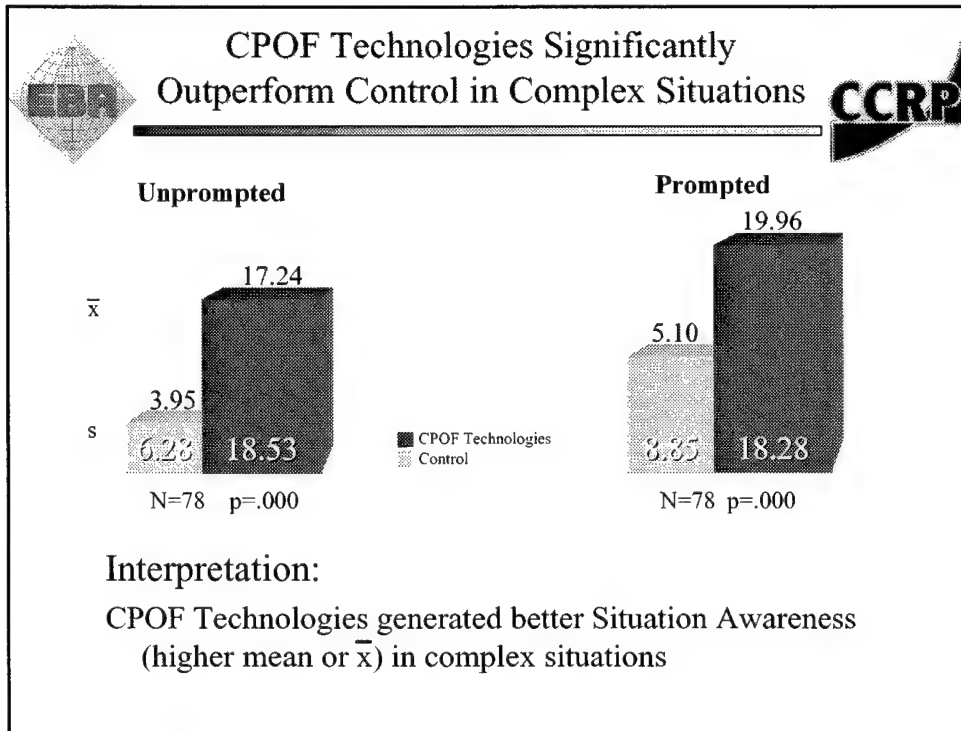 CPOF Technologies Significantly
Outperform Control in Complex Situations
EBR
CCRP
Unprompted
Prompted
17.24
19.96
x̄
3.95
5.10
s
6.28
18.53
8.85
18.28
CPOF Technologies
Control
N=78 p=.000
N=78 p=.000
Interpretation:
CPOF Technologies generated better Situation Awareness
(higher mean or x̄) in complex situations